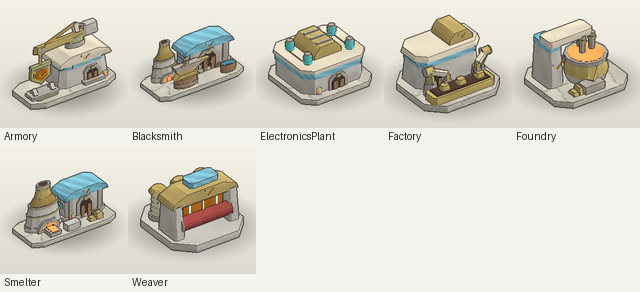 Armory
Blacksmith
ElectronicsPlant
Factory
Foundry
Smelter
Weaver